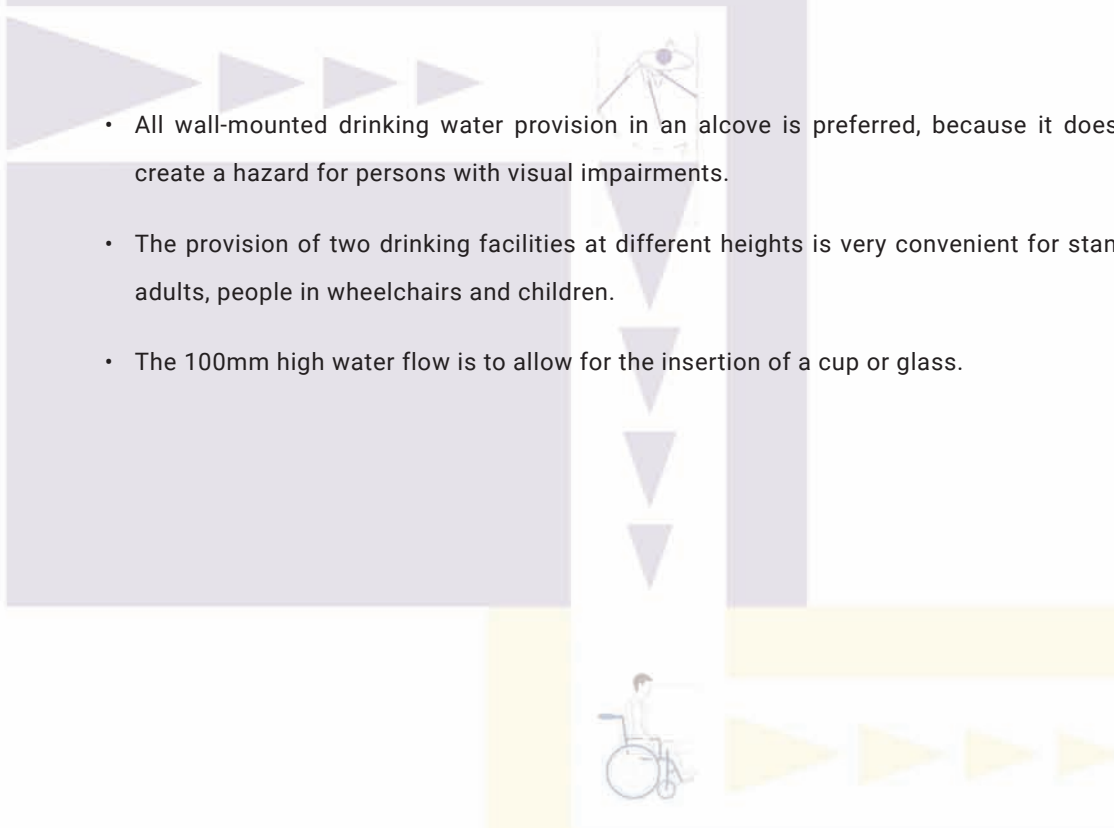 • All wall-mounted drinking water provision in an alcove is preferred, because it does
create a hazard for persons with visual impairments.
• The provision of two drinking facilities at different heights is very convenient for stan
adults, people in wheelchairs and children.
• The 100mm high water flow is to allow for the insertion of a cup or glass.